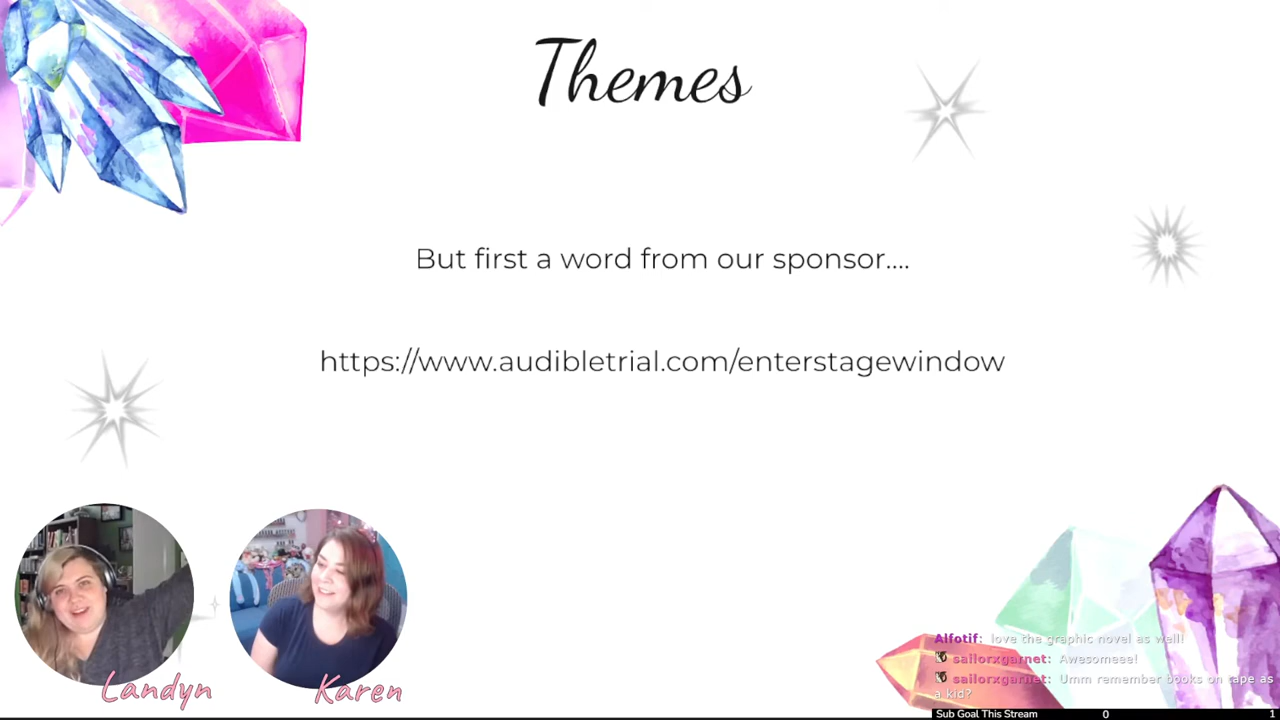 Themes
But first a word from our sponsor....
https://www.audibletrial.com/enterstagewindow
Landyn
Karen
Alfotif: love the graphic novel as well!
sailorxgarnet: Awesomeee!
sailorxgarnet: Umm remember books on tape as
a kid?
Sub Goal This Stream 0 1